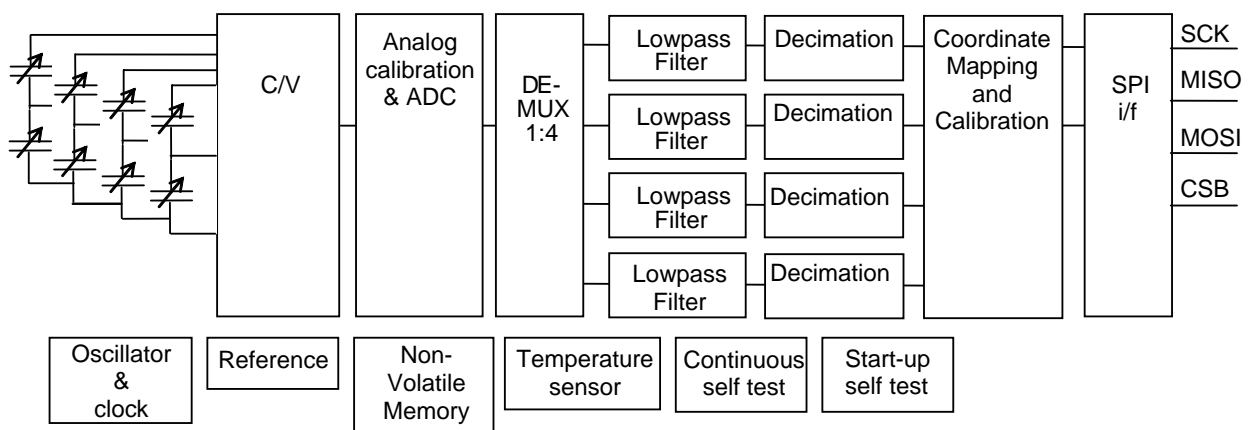 C/V
Analog
calibration
& ADC
DE-
MUX
1:4
Lowpass
Filter
Decimation
Lowpass
Filter
Decimation
Lowpass
Filter
Decimation
Lowpass
Filter
Decimation
Coordinate
Mapping
and
Calibration
SPI
i/f
SCK
MISO
MOSI
CSB
Oscillator
&
clock
Reference
Non-
Volatile
Memory
Temperature
sensor
Continuous
self test
Start-up
self test